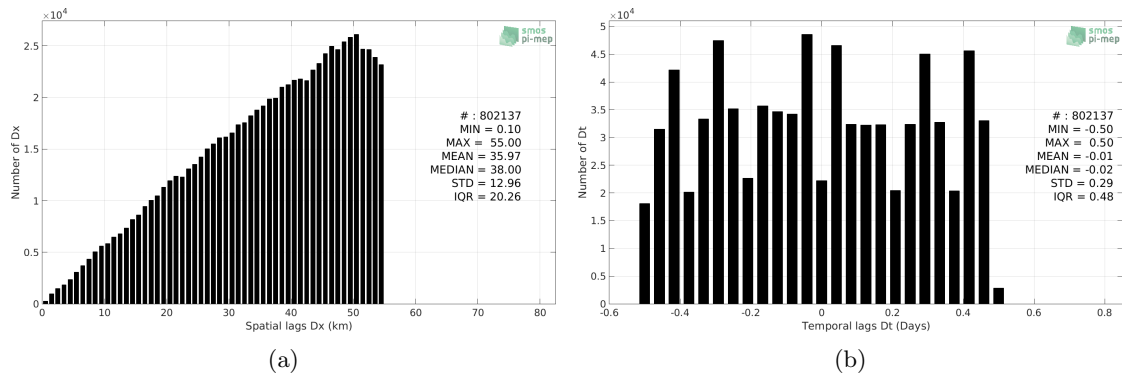 ×10⁴
2.5
2
1.5
1
0.5
0
0
10
20
30
40
50
60
70
80
Number of Dx
Spatial lags Dx (km)
smos
pi-mep
# : 802137
MIN = 0.10
MAX = 55.00
MEAN = 35.97
MEDIAN = 38.00
STD = 12.96
IQR = 20.26
(a)
×10⁴
5
4.5
4
3.5
3
2.5
2
1.5
1
0.5
0
-0.6
-0.4
-0.2
0
0.2
0.4
0.6
0.8
Number of Dt
Temporal lags Dt (Days)
smos
pi-mep
# : 802137
MIN = -0.50
MAX = 0.50
MEAN = -0.01
MEDIAN = -0.02
STD = 0.29
IQR = 0.48
(b)